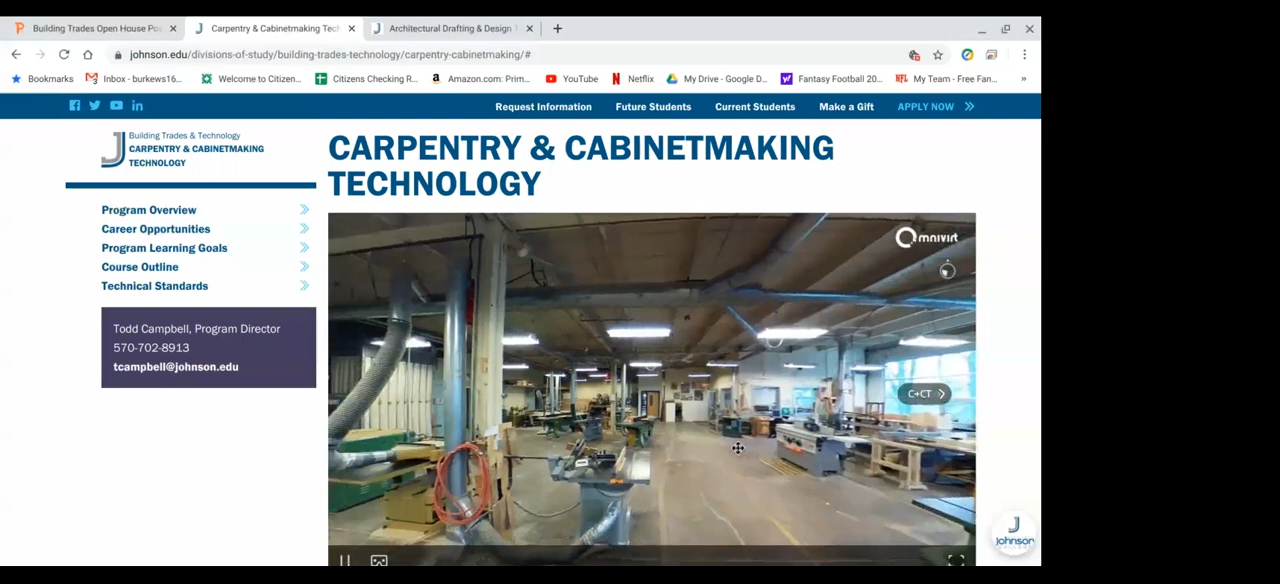 Building Trades Open House Po
Carpentry & Cabinetmaking Tech
Architectural Drafting & Design
johnson.edu/divisions-of-study/building-trades-technology/carpentry-cabinetmaking/#
Bookmarks
Inbox - burkews16...
Welcome to Citizen...
Citizens Checking R...
Amazon.com: Prim...
YouTube
Netflix
My Drive - Google D...
Fantasy Football 20...
NFL
My Team - Free Fan...
»
Request Information
Future Students
Current Students
Make a Gift
APPLY NOW
Building Trades & Technology
CARPENTRY & CABINETMAKING
TECHNOLOGY
CARPENTRY & CABINETMAKING
TECHNOLOGY
Program Overview
Career Opportunities
Program Learning Goals
Course Outline
Technical Standards
Todd Campbell, Program Director
570-702-8913
tcampbell@johnson.edu
Omnivirt
C+CT
Johnson